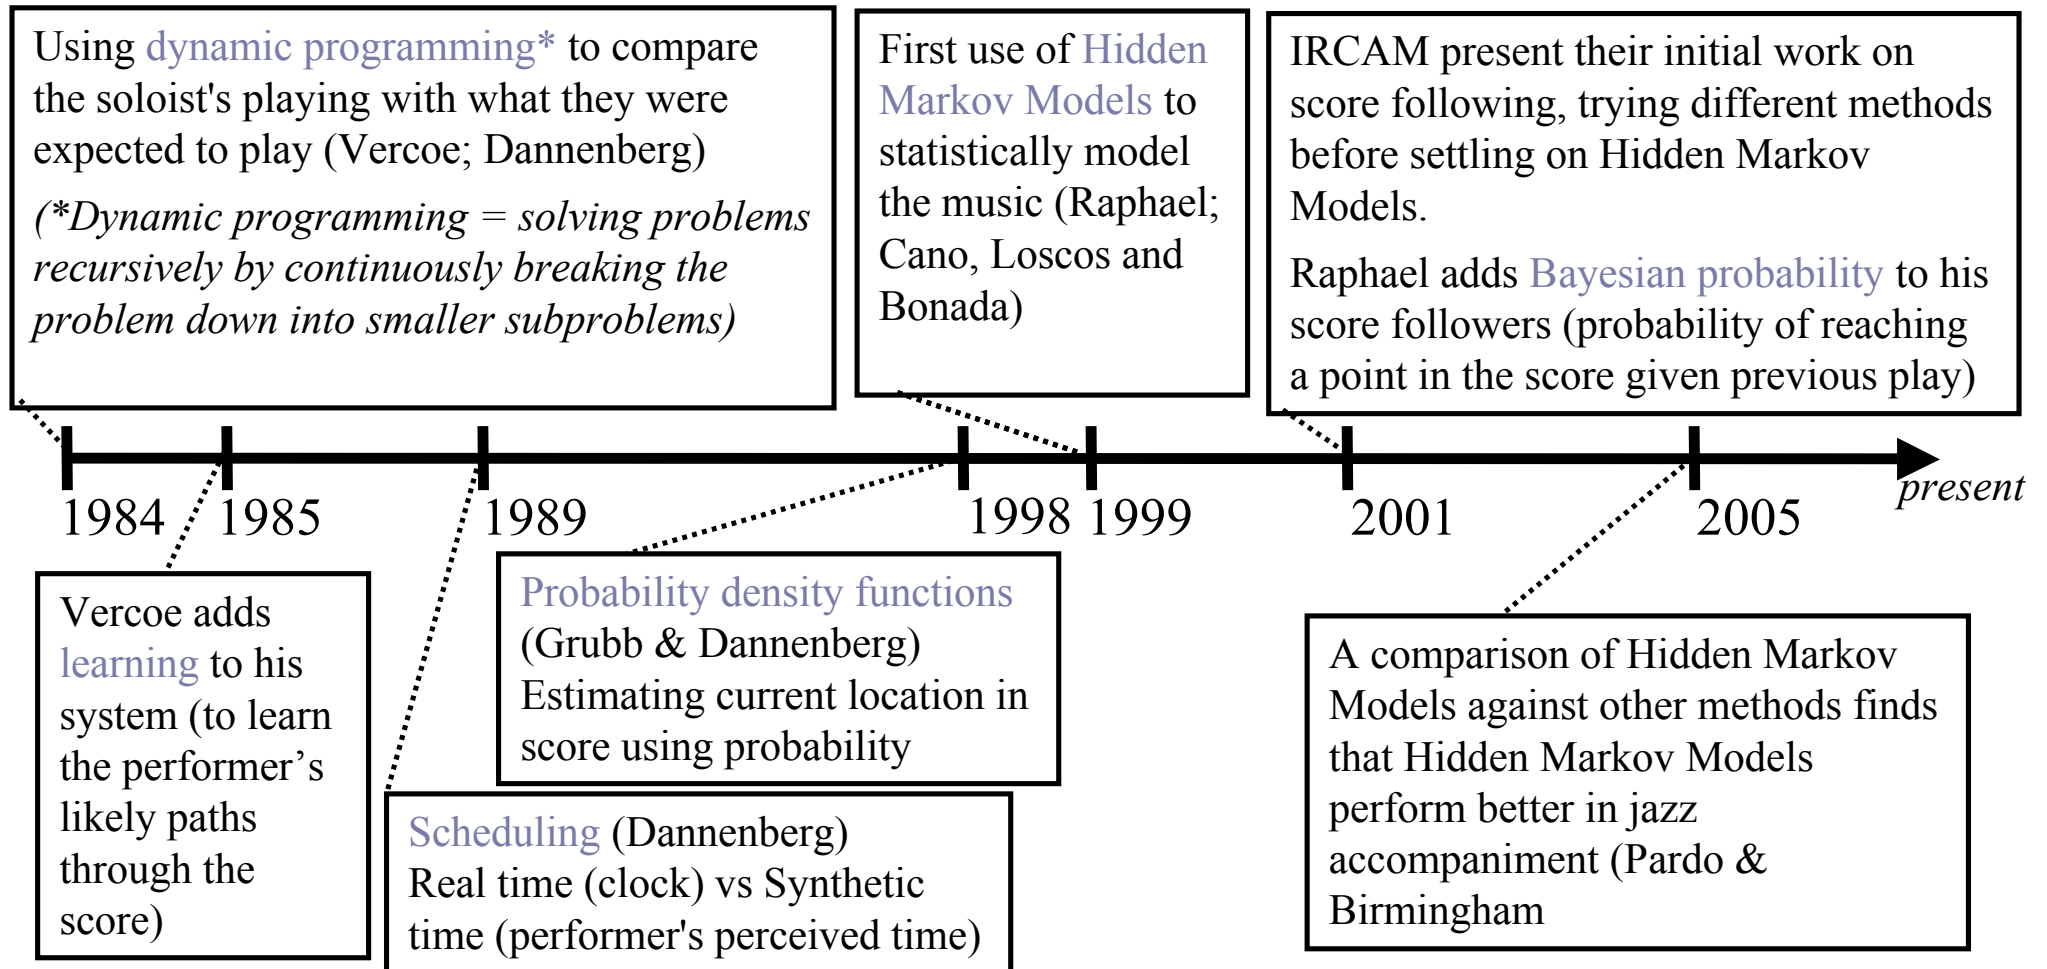 Using dynamic programming* to compare
the soloist's playing with what they were
expected to play (Vercoe; Dannenberg)
(*Dynamic programming = solving problems
recursively by continuously breaking the
problem down into smaller subproblems)
First use of Hidden
Markov Models to
statistically model
the music (Raphael;
Cano, Loscos and
Bonada)
IRCAM present their initial work on
score following, trying different methods
before settling on Hidden Markov
Models.
Raphael adds Bayesian probability to his
score followers (probability of reaching
a point in the score given previous play)
1984
1985
1989
1998
1999
2001
2005
present
Vercoe adds
learning to his
system (to learn
the performer’s
likely paths
through the
score)
Probability density functions
(Grubb & Dannenberg)
Estimating current location in
score using probability
Scheduling (Dannenberg)
Real time (clock) vs Synthetic
time (performer's perceived time)
A comparison of Hidden Markov
Models against other methods finds
that Hidden Markov Models
perform better in jazz
accompaniment (Pardo &
Birmingham